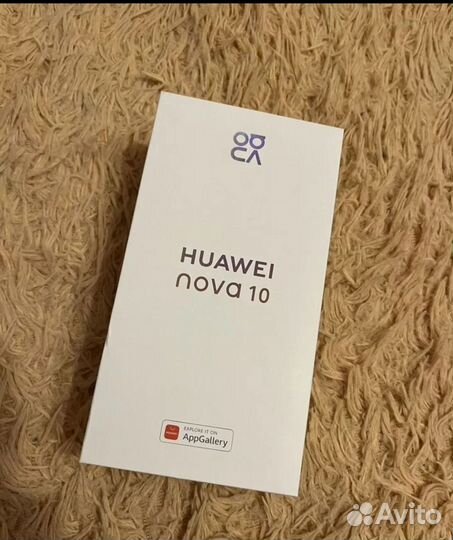 HUAWEI
nova 10
EXPLORE IT ON
AppGallery
Avito